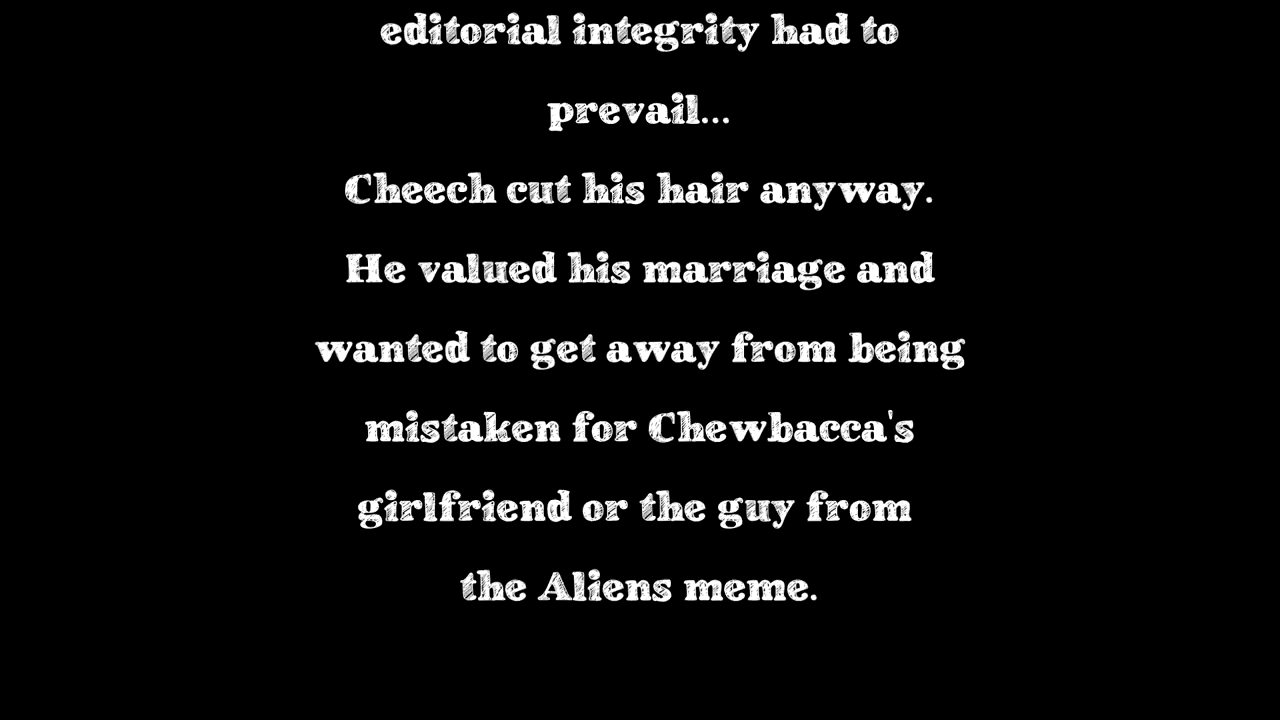 editorial integrity had to
prevail...
Cheech cut his hair anyway.
He valued his marriage and
wanted to get away from being
mistaken for Chewbacca's
girlfriend or the guy from
the Aliens meme.